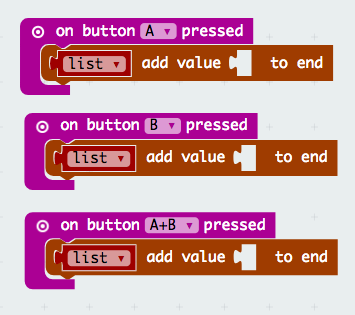 on button A pressed
list add value to end
on button B pressed
list add value to end
on button A+B pressed
list add value to end